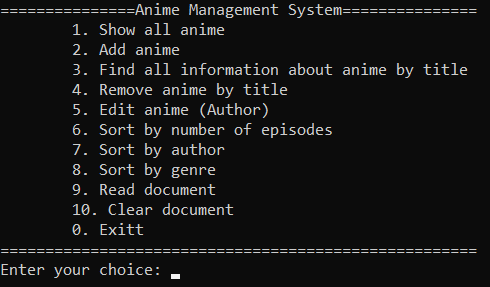 ===============Anime Management System===============
1. Show all anime
2. Add anime
3. Find all information about anime by title
4. Remove anime by title
5. Edit anime (Author)
6. Sort by number of episodes
7. Sort by author
8. Sort by genre
9. Read document
10. Clear document
0. Exitt
=====================================================
Enter your choice: _